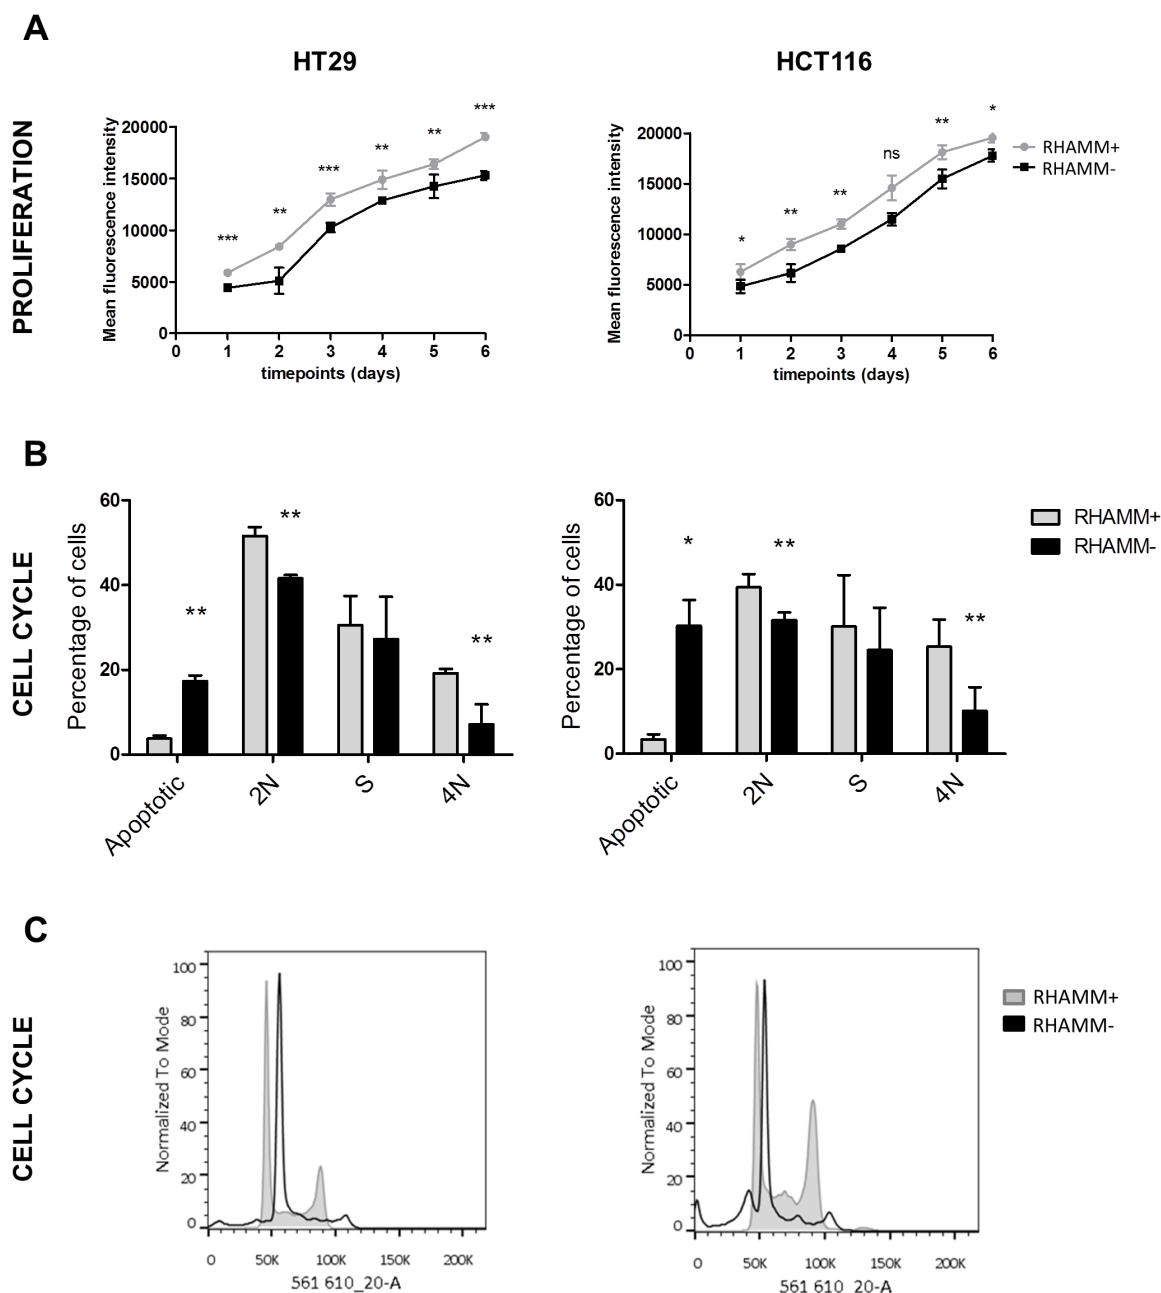 A
HT29
HCT116
PROLIFERATION
Mean fluorescence intensity
20000
15000
10000
5000
0
*** ** *** ** ** ***
0 1 2 3 4 5 6
timepoints (days)
Mean fluorescence intensity
20000
15000
10000
5000
0
* ** ** ns ** *
0 1 2 3 4 5 6
timepoints (days)
RHAMM+
RHAMM-
B
CELL CYCLE
Percentage of cells
60
40
20
0
** ** **
Apoptotic 2N S 4N
Percentage of cells
60
40
20
0
* ** **
Apoptotic 2N S 4N
RHAMM+
RHAMM-
C
CELL CYCLE
Normalized To Mode
100
80
60
40
20
0
0 50K 100K 150K 200K
561 610_20-A
Normalized To Mode
100
80
60
40
20
0
0 50K 100K 150K 200K
561 610 20-A
RHAMM+
RHAMM-